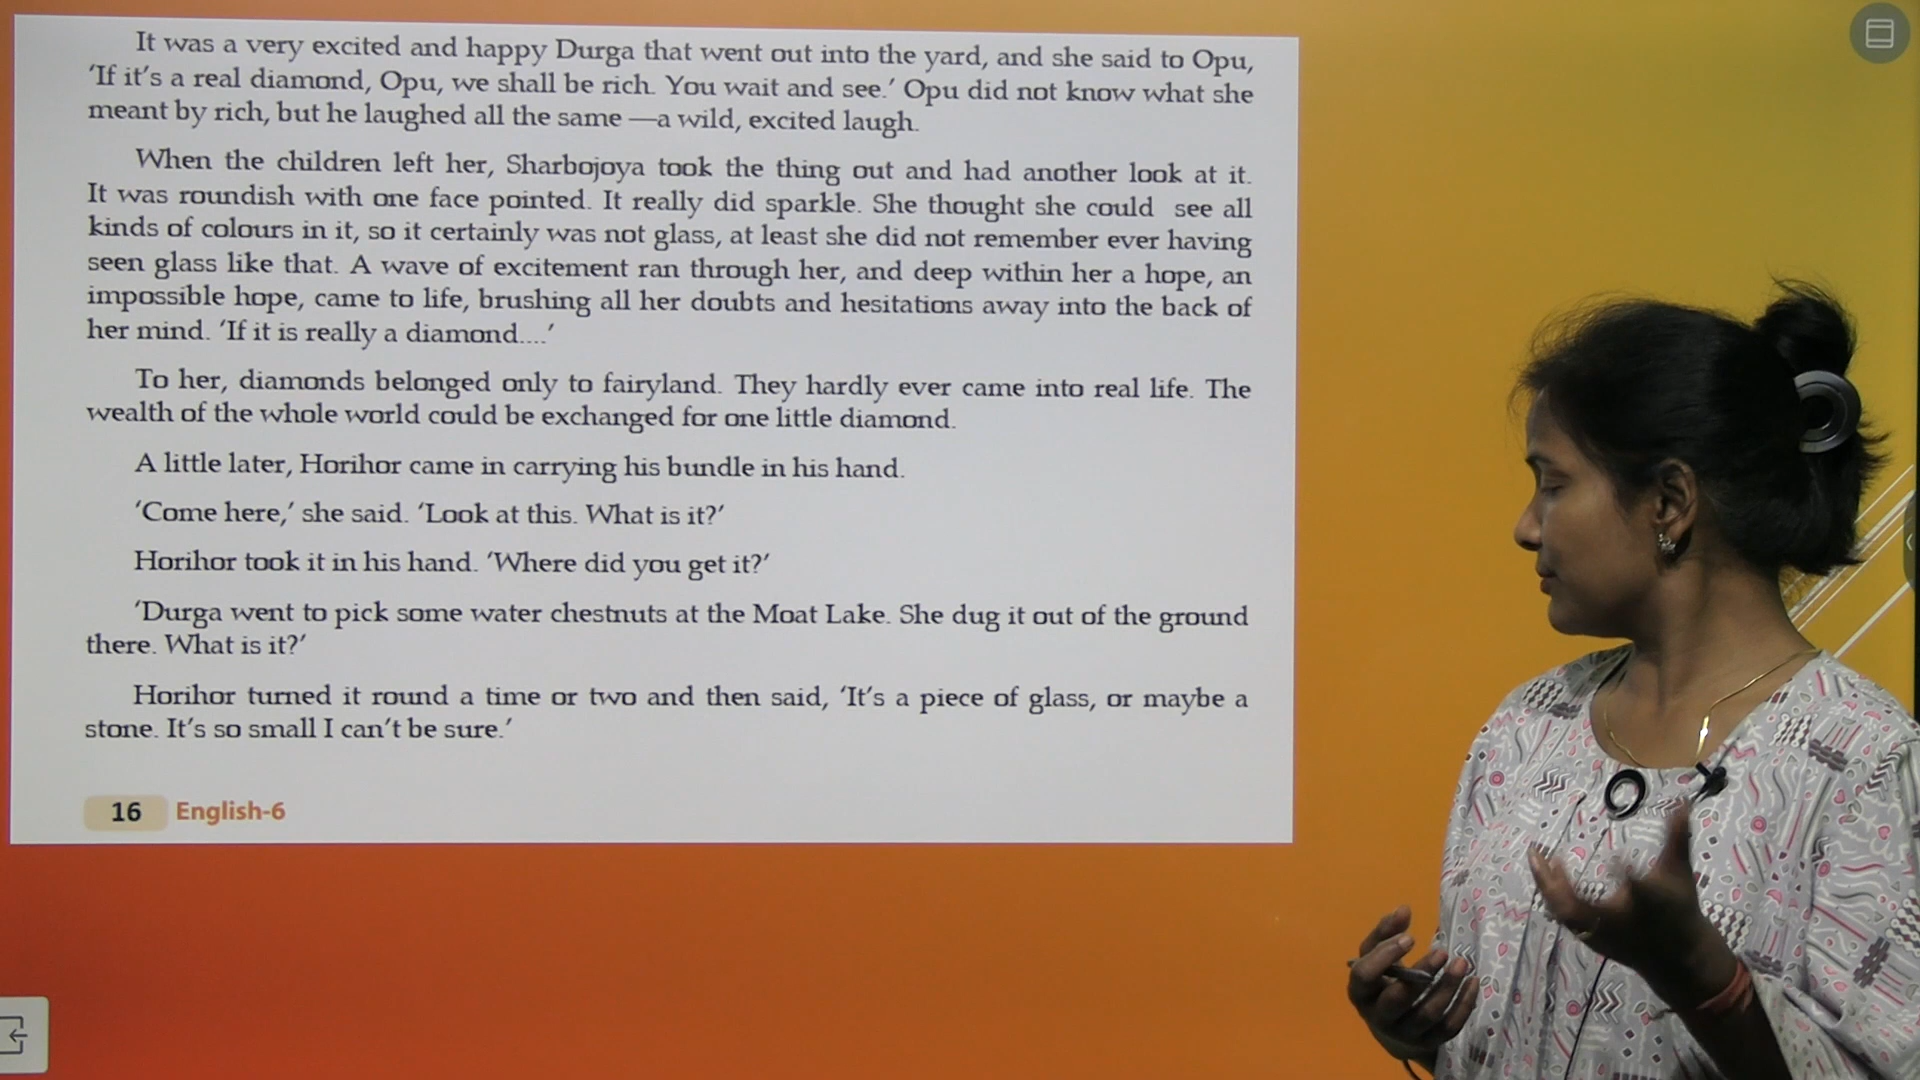 It was a very excited and happy Durga that went out into the yard, and she said to Opu,
‘If it’s a real diamond, Opu, we shall be rich. You wait and see.’ Opu did not know what she
meant by rich, but he laughed all the same —a wild, excited laugh.
When the children left her, Sharbojoya took the thing out and had another look at it.
It was roundish with one face pointed. It really did sparkle. She thought she could see all
kinds of colours in it, so it certainly was not glass, at least she did not remember ever having
seen glass like that. A wave of excitement ran through her, and deep within her a hope, an
impossible hope, came to life, brushing all her doubts and hesitations away into the back of
her mind. ‘If it is really a diamond....’
To her, diamonds belonged only to fairyland. They hardly ever came into real life. The
wealth of the whole world could be exchanged for one little diamond.
A little later, Horihor came in carrying his bundle in his hand.
‘Come here,’ she said. ‘Look at this. What is it?’
Horihor took it in his hand. ‘Where did you get it?’
‘Durga went to pick some water chestnuts at the Moat Lake. She dug it out of the ground
there. What is it?’
Horihor turned it round a time or two and then said, ‘It’s a piece of glass, or maybe a
stone. It’s so small I can’t be sure.’
16 English-6